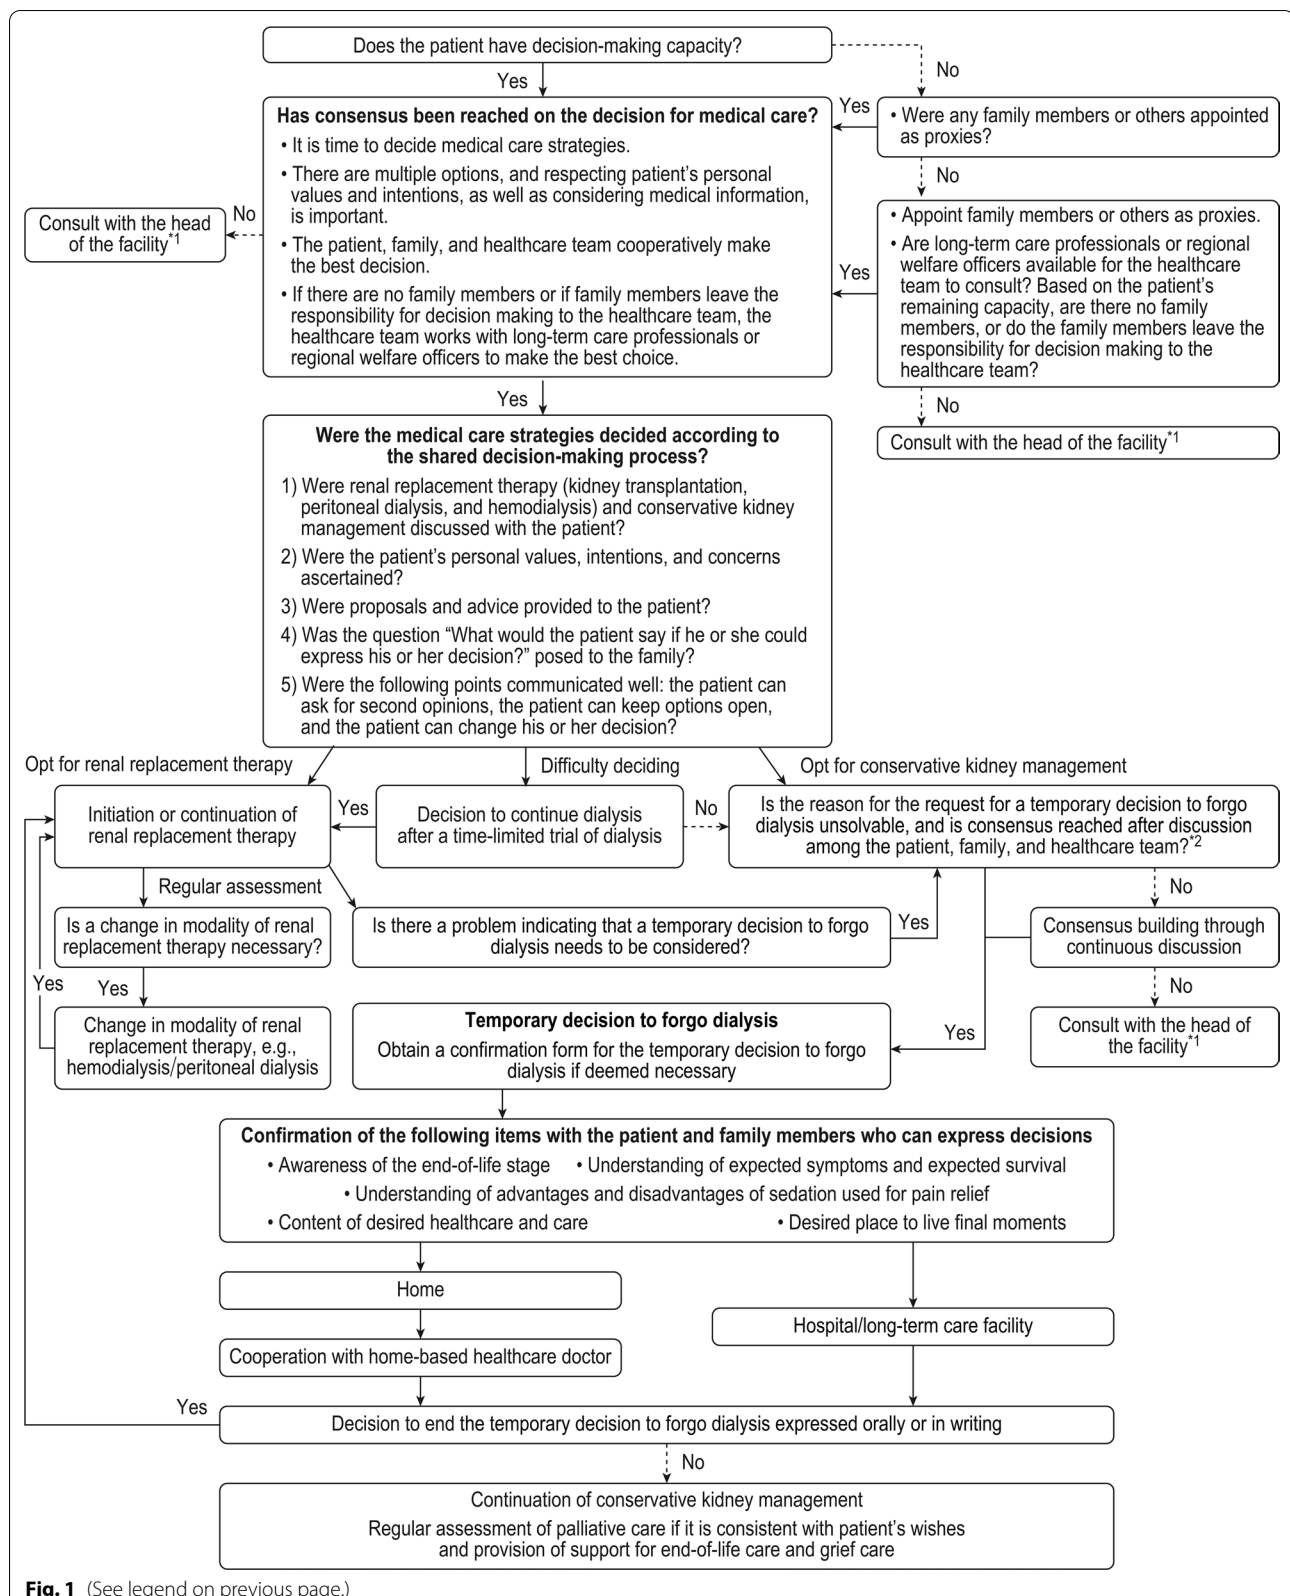 Does the patient have decision-making capacity?
Yes
No
Has consensus been reached on the decision for medical care?
• It is time to decide medical care strategies.
• There are multiple options, and respecting patient's personal
values and intentions, as well as considering medical information,
is important.
• The patient, family, and healthcare team cooperatively make
the best decision.
• If there are no family members or if family members leave the
responsibility for decision making to the healthcare team, the
healthcare team works with long-term care professionals or
regional welfare officers to make the best choice.
Yes
• Were any family members or others appointed
as proxies?
No
• Appoint family members or others as proxies.
• Are long-term care professionals or regional
welfare officers available for the healthcare
team to consult? Based on the patient's
remaining capacity, are there no family
members, or do the family members leave the
responsibility for decision making to the
healthcare team?
Yes
No
Consult with the head of the facility*1
No
Consult with the head
of the facility*1
Yes
Were the medical care strategies decided according to
the shared decision-making process?
1) Were renal replacement therapy (kidney transplantation,
peritoneal dialysis, and hemodialysis) and conservative kidney
management discussed with the patient?
2) Were the patient's personal values, intentions, and concerns
ascertained?
3) Were proposals and advice provided to the patient?
4) Was the question “What would the patient say if he or she could
express his or her decision?” posed to the family?
5) Were the following points communicated well: the patient can
ask for second opinions, the patient can keep options open,
and the patient can change his or her decision?
Opt for renal replacement therapy
Difficulty deciding
Opt for conservative kidney management
Initiation or continuation of
renal replacement therapy
Yes
Decision to continue dialysis
after a time-limited trial of dialysis
No
Is the reason for the request for a temporary decision to forgo
dialysis unsolvable, and is consensus reached after discussion
among the patient, family, and healthcare team?*2
Regular assessment
No
Is a change in modality of renal
replacement therapy necessary?
Is there a problem indicating that a temporary decision to forgo
dialysis needs to be considered?
Yes
Consensus building through
continuous discussion
Yes
Yes
No
Change in modality of renal
replacement therapy, e.g.,
hemodialysis/peritoneal dialysis
Temporary decision to forgo dialysis
Obtain a confirmation form for the temporary decision to forgo
dialysis if deemed necessary
Yes
Consult with the head of
the facility*1
Confirmation of the following items with the patient and family members who can express decisions
• Awareness of the end-of-life stage • Understanding of expected symptoms and expected survival
• Understanding of advantages and disadvantages of sedation used for pain relief
• Content of desired healthcare and care • Desired place to live final moments
Home
Hospital/long-term care facility
Cooperation with home-based healthcare doctor
Yes
Decision to end the temporary decision to forgo dialysis expressed orally or in writing
No
Continuation of conservative kidney management
Regular assessment of palliative care if it is consistent with patient's wishes
and provision of support for end-of-life care and grief care
Fig. 1 (See legend on previous page.)